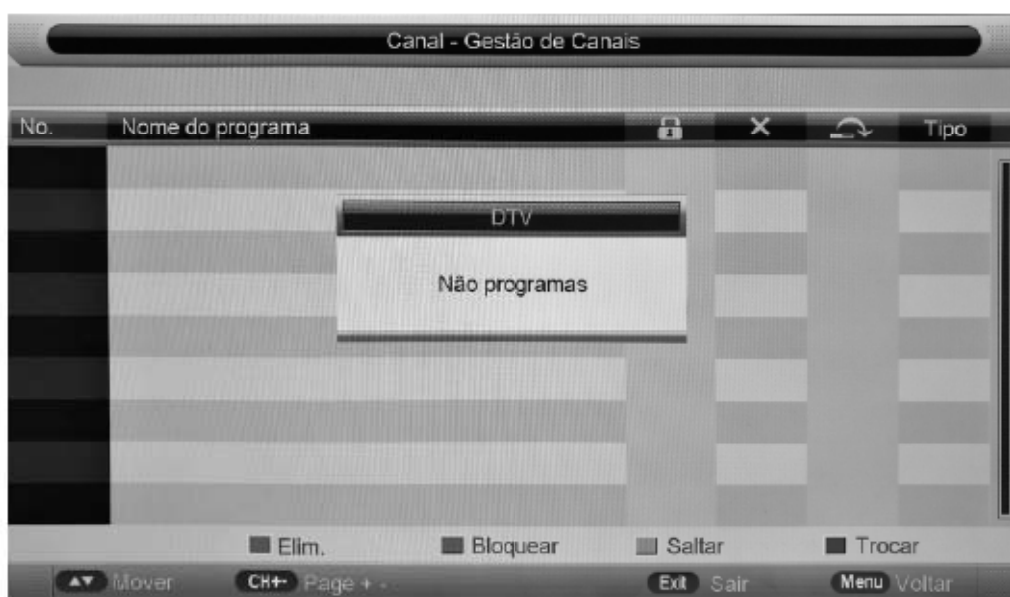 Canal - Gestão de Canais
No. Nome do programa Tipo
DTV
Não programas
Elim. Bloquear Saltar Trocar
Mover CH+- Page + - Exit Sair Menu Voltar